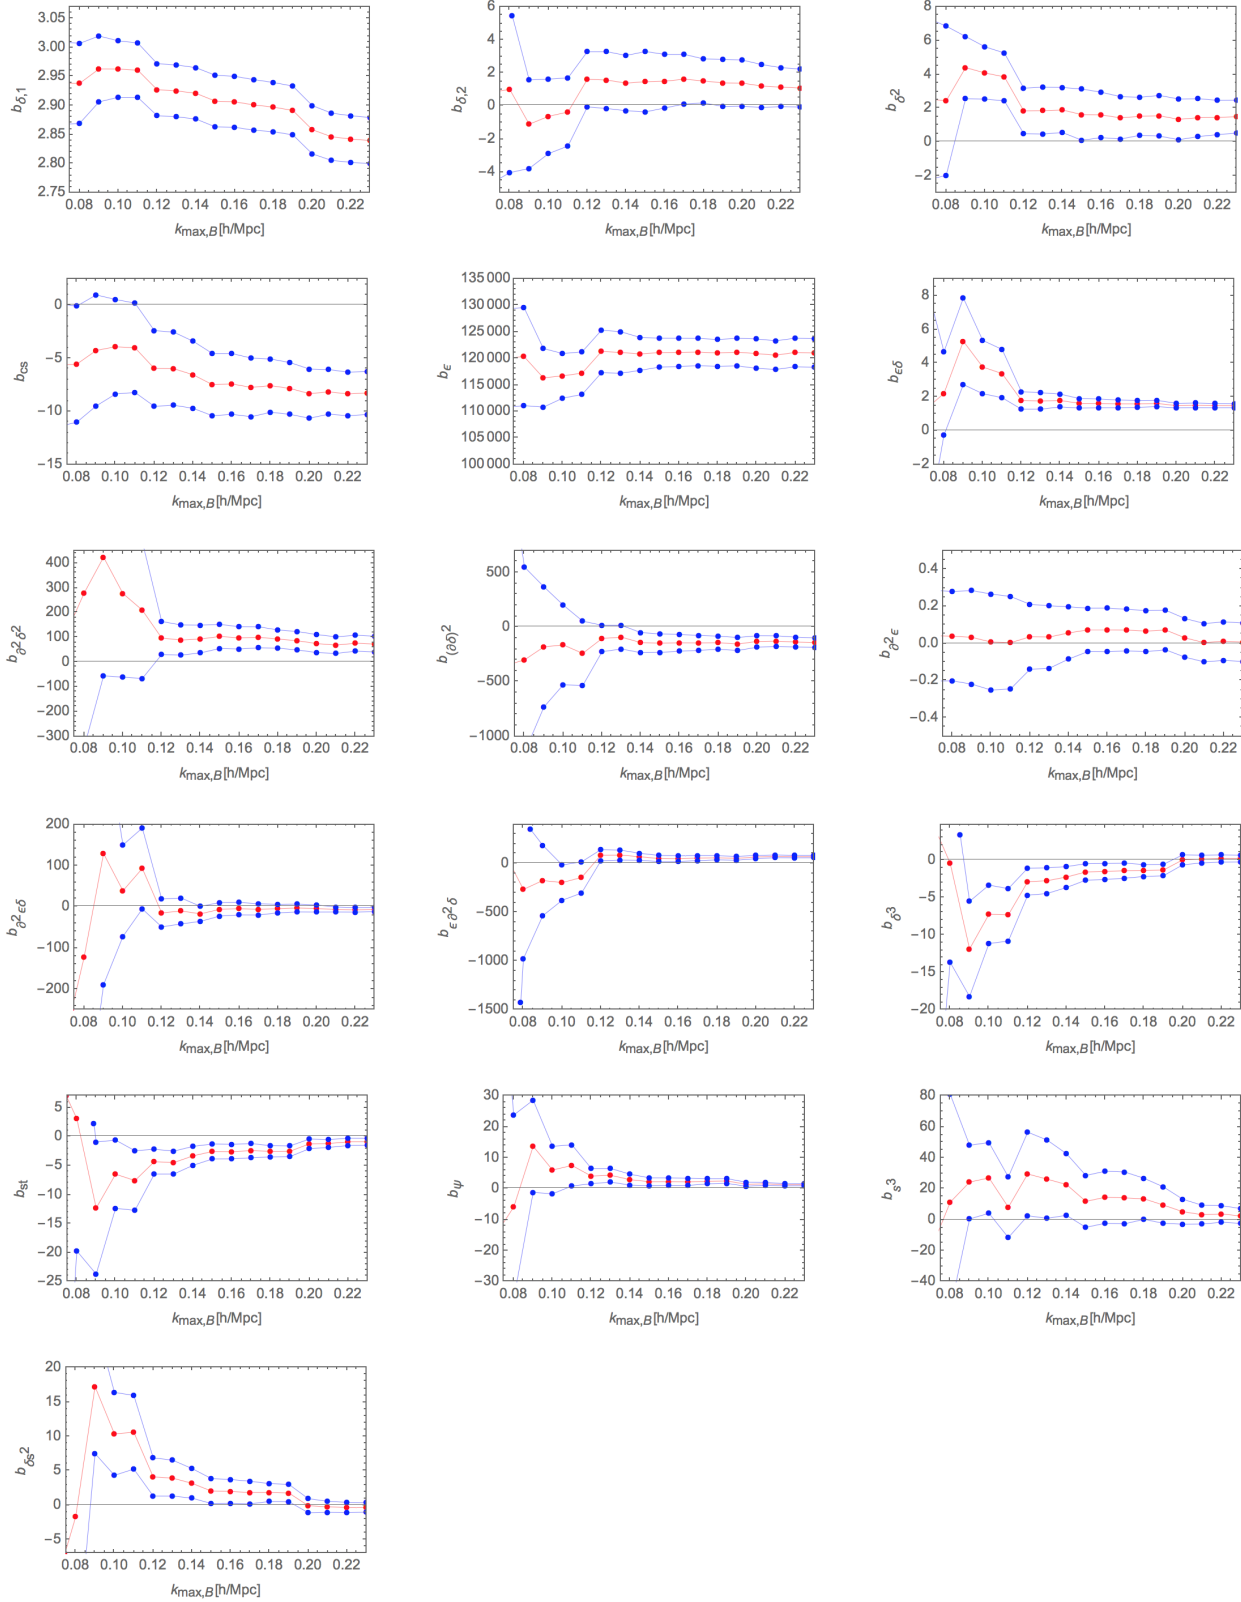 b_{δ,1}
3.05
3.00
2.95
2.90
2.85
2.80
2.75
0.08 0.10 0.12 0.14 0.16 0.18 0.20 0.22
k_{max,B}[h/Mpc]
b_{δ,2}
6
4
2
0
−2
−4
0.08 0.10 0.12 0.14 0.16 0.18 0.20 0.22
k_{max,B}[h/Mpc]
b_{δ^2}
8
6
4
2
0
−2
0.08 0.10 0.12 0.14 0.16 0.18 0.20 0.22
k_{max,B}[h/Mpc]
b_{cs}
0
−5
−10
−15
0.08 0.10 0.12 0.14 0.16 0.18 0.20 0.22
k_{max,B}[h/Mpc]
b_ϵ
135 000
130 000
125 000
120 000
115 000
110 000
105 000
100 000
0.08 0.10 0.12 0.14 0.16 0.18 0.20 0.22
k_{max,B}[h/Mpc]
b_{ϵδ}
8
6
4
2
0
−2
0.08 0.10 0.12 0.14 0.16 0.18 0.20 0.22
k_{max,B}[h/Mpc]
b_{∂^2δ^2}
400
300
200
100
0
−100
−200
−300
0.08 0.10 0.12 0.14 0.16 0.18 0.20 0.22
k_{max,B}[h/Mpc]
b_{(∂δ)^2}
500
0
−500
−1000
0.08 0.10 0.12 0.14 0.16 0.18 0.20 0.22
k_{max,B}[h/Mpc]
b_{∂^2ϵ}
0.4
0.2
0.0
−0.2
−0.4
0.08 0.10 0.12 0.14 0.16 0.18 0.20 0.22
k_{max,B}[h/Mpc]
b_{∂^2ϵδ}
200
100
0
−100
−200
0.08 0.10 0.12 0.14 0.16 0.18 0.20 0.22
k_{max,B}[h/Mpc]
b_{ϵ∂^2δ}
0
−500
−1000
−1500
0.08 0.10 0.12 0.14 0.16 0.18 0.20 0.22
k_{max,B}[h/Mpc]
b_{δ^3}
0
−5
−10
−15
−20
0.08 0.10 0.12 0.14 0.16 0.18 0.20 0.22
k_{max,B}[h/Mpc]
b_{st}
5
0
−5
−10
−15
−20
−25
0.08 0.10 0.12 0.14 0.16 0.18 0.20 0.22
k_{max,B}[h/Mpc]
b_ψ
30
20
10
0
−10
−20
−30
0.08 0.10 0.12 0.14 0.16 0.18 0.20 0.22
k_{max,B}[h/Mpc]
b_{s^3}
80
60
40
20
0
−20
−40
0.08 0.10 0.12 0.14 0.16 0.18 0.20 0.22
k_{max,B}[h/Mpc]
b_{δs^2}
20
15
10
5
0
−5
0.08 0.10 0.12 0.14 0.16 0.18 0.20 0.22
k_{max,B}[h/Mpc]